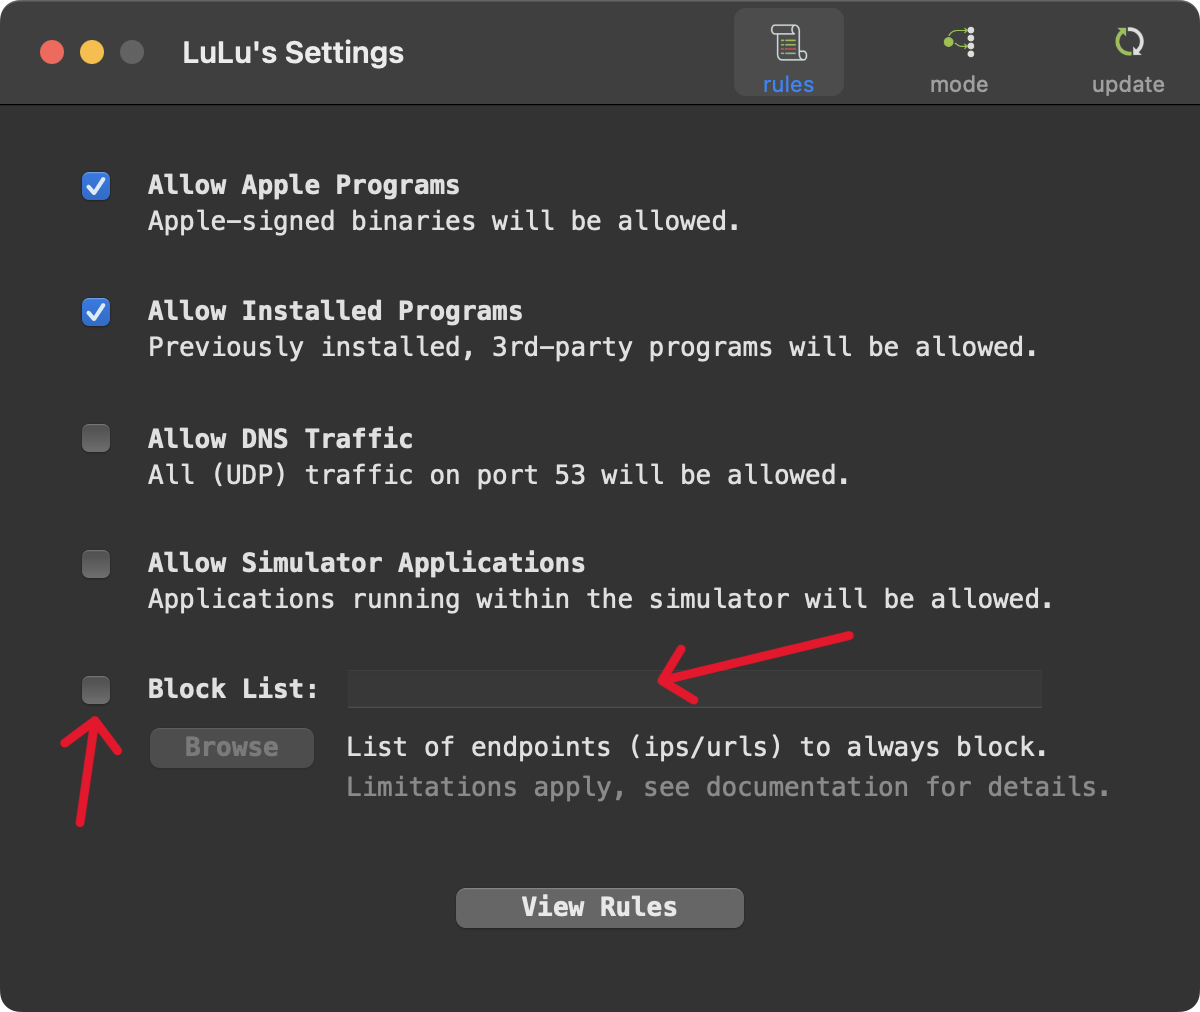 LuLu's Settings
rules
mode
update
Allow Apple Programs
Apple-signed binaries will be allowed.
Allow Installed Programs
Previously installed, 3rd-party programs will be allowed.
Allow DNS Traffic
All (UDP) traffic on port 53 will be allowed.
Allow Simulator Applications
Applications running within the simulator will be allowed.
Block List:
Browse
List of endpoints (ips/urls) to always block.
Limitations apply, see documentation for details.
View Rules